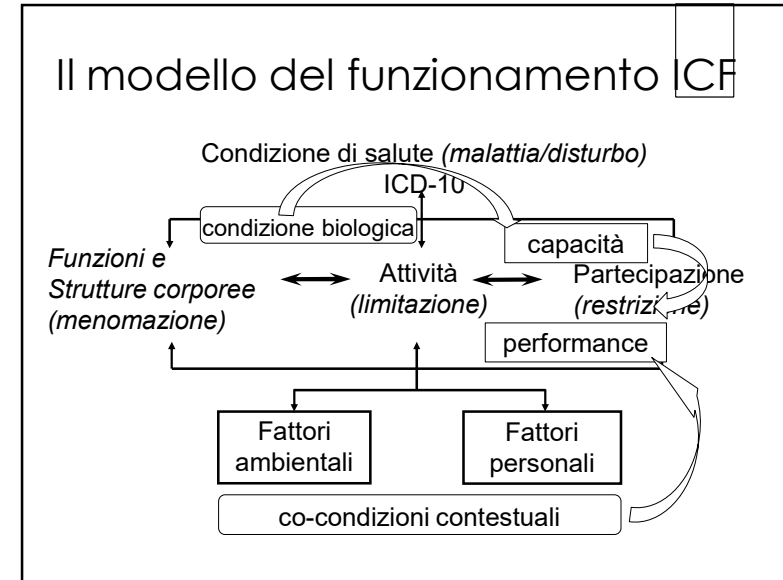 Il modello del funzionamento ICF
Condizione di salute (malattia/disturbo)
ICD-10
condizione biologica
capacità
Funzioni e
Strutture corporee
(menomazione)
Attività
(limitazione)
Partecipazione
(restrizione)
performance
Fattori
ambientali
Fattori
personali
co-condizioni contestuali